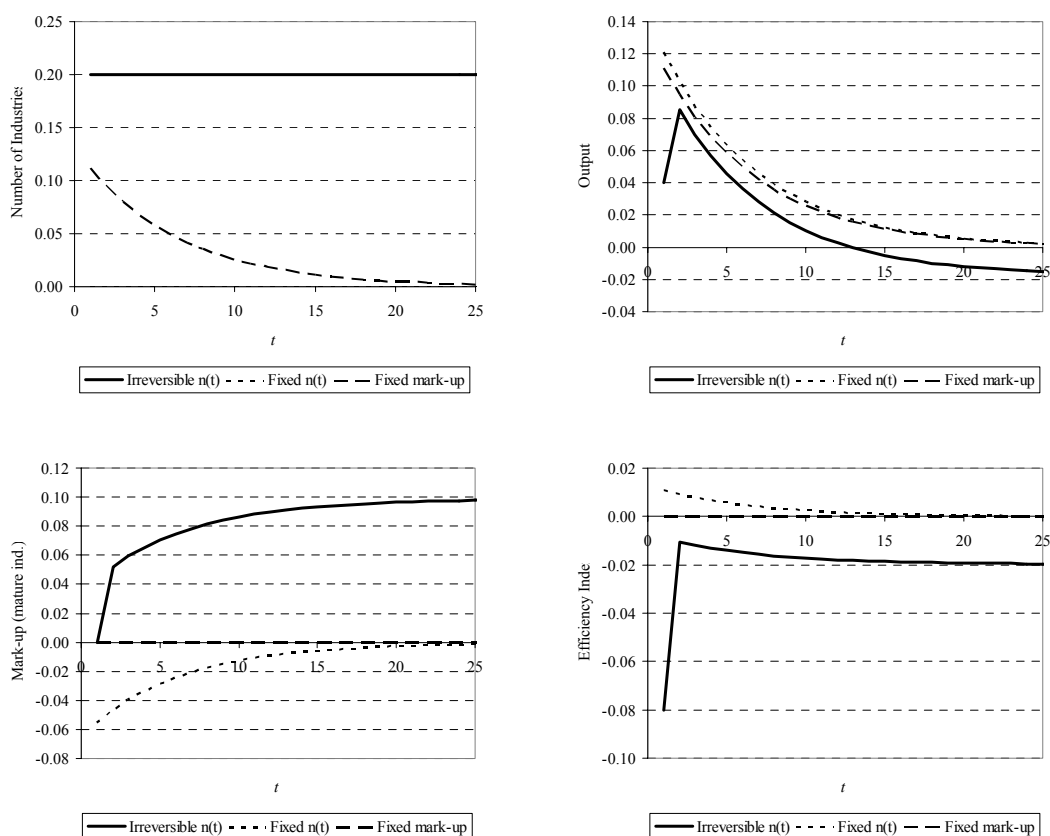 0.25
0.20
0.15
0.10
0.05
0.00
Number of Industries
0 5 10 15 20 25
t
Irreversible n(t) Fixed n(t) Fixed mark-up
0.14
0.12
0.10
0.08
0.06
0.04
0.02
0.00
-0.02
-0.04
Output
0 5 10 15 20 25
t
Irreversible n(t) Fixed n(t) Fixed mark-up
0.12
0.10
0.08
0.06
0.04
0.02
0.00
-0.02
-0.04
-0.06
-0.08
Mark-up (mature ind.)
0 5 10 15 20 25
t
Irreversible n(t) Fixed n(t) Fixed mark-up
0.02
0.00
-0.02
-0.04
-0.06
-0.08
-0.10
Efficiency Inde
0 5 10 15 20 25
t
Irreversible n(t) Fixed n(t) Fixed mark-up